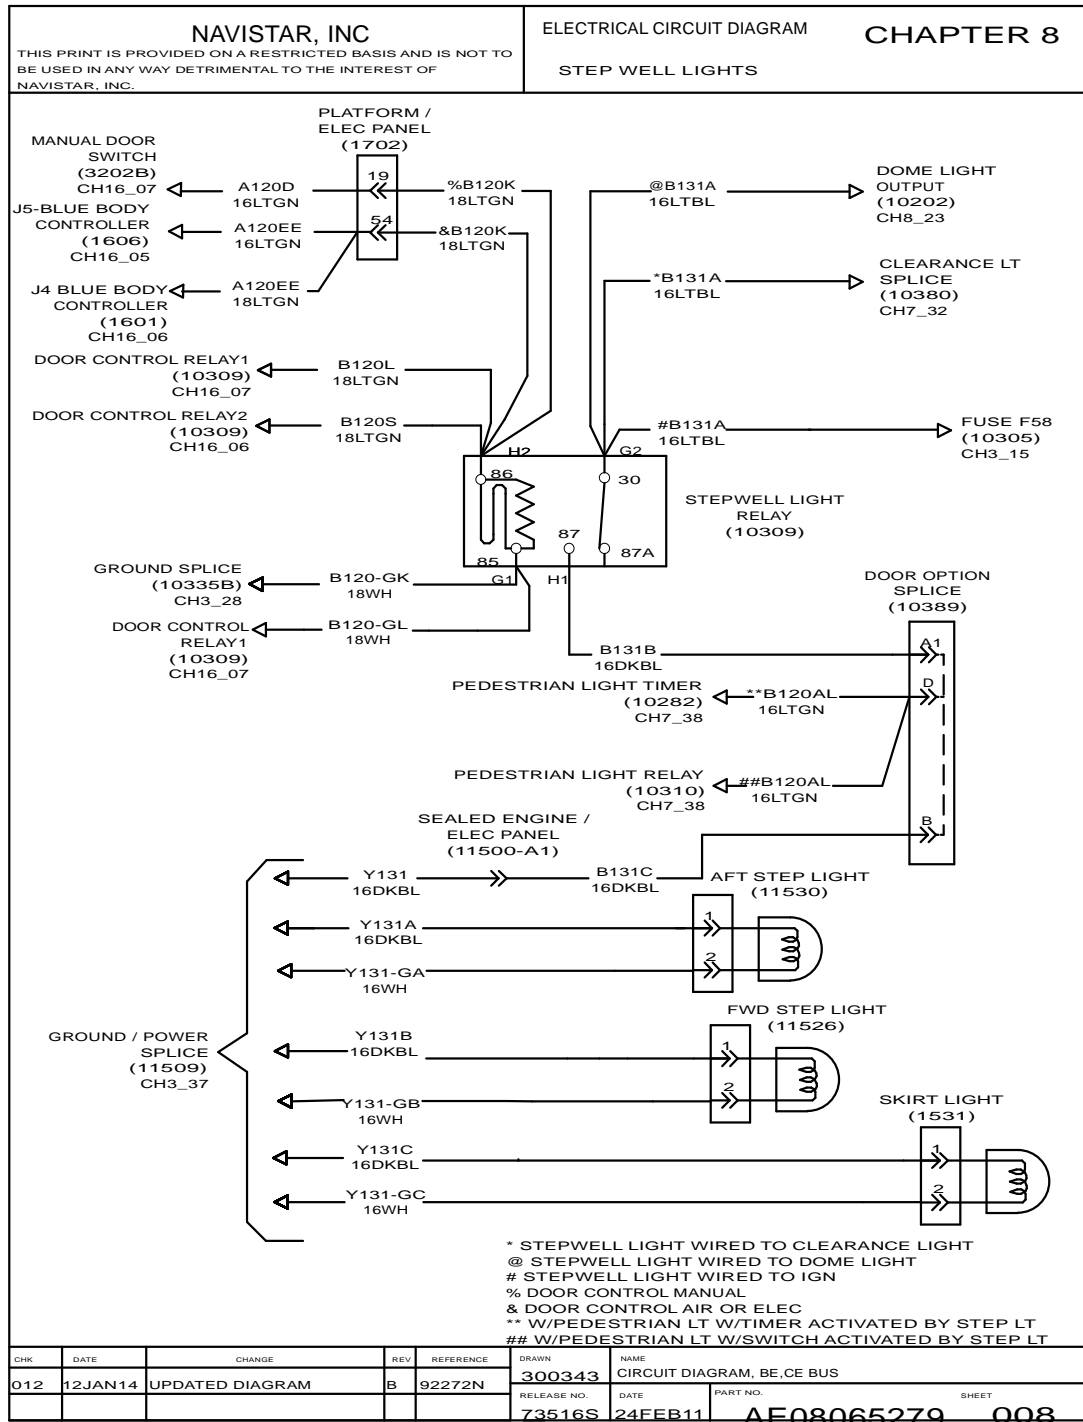 NAVISTAR, INC
THIS PRINT IS PROVIDED ON A RESTRICTED BASIS AND IS NOT TO
BE USED IN ANY WAY DETRIMENTAL TO THE INTEREST OF
NAVISTAR, INC.
ELECTRICAL CIRCUIT DIAGRAM
STEP WELL LIGHTS
CHAPTER 8
PLATFORM /
ELEC PANEL
(1702)
MANUAL DOOR
SWITCH
(3202B)
CH16_07
A120D
16LTGN
19
%B120K
18LTGN
@B131A
16LTBL
DOME LIGHT
OUTPUT
(10202)
CH8_23
J5-BLUE BODY
CONTROLLER
(1606)
CH16_05
A120EE
16LTGN
54
&B120K
18LTGN
J4 BLUE BODY
CONTROLLER
(1601)
CH16_06
A120EE
18LTGN
*B131A
16LTBL
CLEARANCE LT
SPLICE
(10380)
CH7_32
DOOR CONTROL RELAY1
(10309)
CH16_07
B120L
18LTGN
DOOR CONTROL RELAY2
(10309)
CH16_06
B120S
18LTGN
#B131A
16LTBL
FUSE F58
(10305)
CH3_15
H2
G2
86
30
87
87A
85
G1
H1
STEPWELL LIGHT
RELAY
(10309)
GROUND SPLICE
(10335B)
CH3_28
B120-GK
18WH
DOOR CONTROL
RELAY1
(10309)
CH16_07
B120-GL
18WH
DOOR OPTION
SPLICE
(10389)
B131B
16DKBL
A1
PEDESTRIAN LIGHT TIMER
(10282)
CH7_38
**B120AL
16LTGN
D
PEDESTRIAN LIGHT RELAY
(10310)
CH7_38
##B120AL
16LTGN
B
SEALED ENGINE /
ELEC PANEL
(11500-A1)
Y131
16DKBL
B131C
16DKBL
AFT STEP LIGHT
(11530)
Y131A
16DKBL
1
Y131-GA
16WH
2
GROUND / POWER
SPLICE
(11509)
CH3_37
FWD STEP LIGHT
(11526)
Y131B
16DKBL
1
Y131-GB
16WH
2
SKIRT LIGHT
(1531)
Y131C
16DKBL
1
Y131-GC
16WH
2
* STEPWELL LIGHT WIRED TO CLEARANCE LIGHT
@ STEPWELL LIGHT WIRED TO DOME LIGHT
# STEPWELL LIGHT WIRED TO IGN
% DOOR CONTROL MANUAL
& DOOR CONTROL AIR OR ELEC
** W/PEDESTRIAN LT W/TIMER ACTIVATED BY STEP LT
## W/PEDESTRIAN LT W/SWITCH ACTIVATED BY STEP LT
CHK DATE CHANGE REV REFERENCE
012 12JAN14 UPDATED DIAGRAM B 92272N
DRAWN
300343
NAME
CIRCUIT DIAGRAM, BE,CE BUS
RELEASE NO.
73516S
DATE
24FEB11
PART NO.
AE08065279
SHEET
008